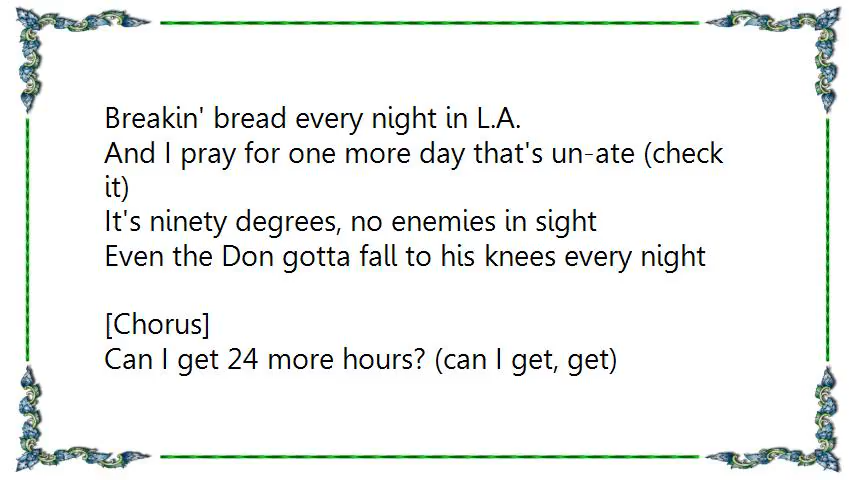 Breakin' bread every night in L.A.
And I pray for one more day that's un-ate (check
it)
It's ninety degrees, no enemies in sight
Even the Don gotta fall to his knees every night
[Chorus]
Can I get 24 more hours? (can I get, get)